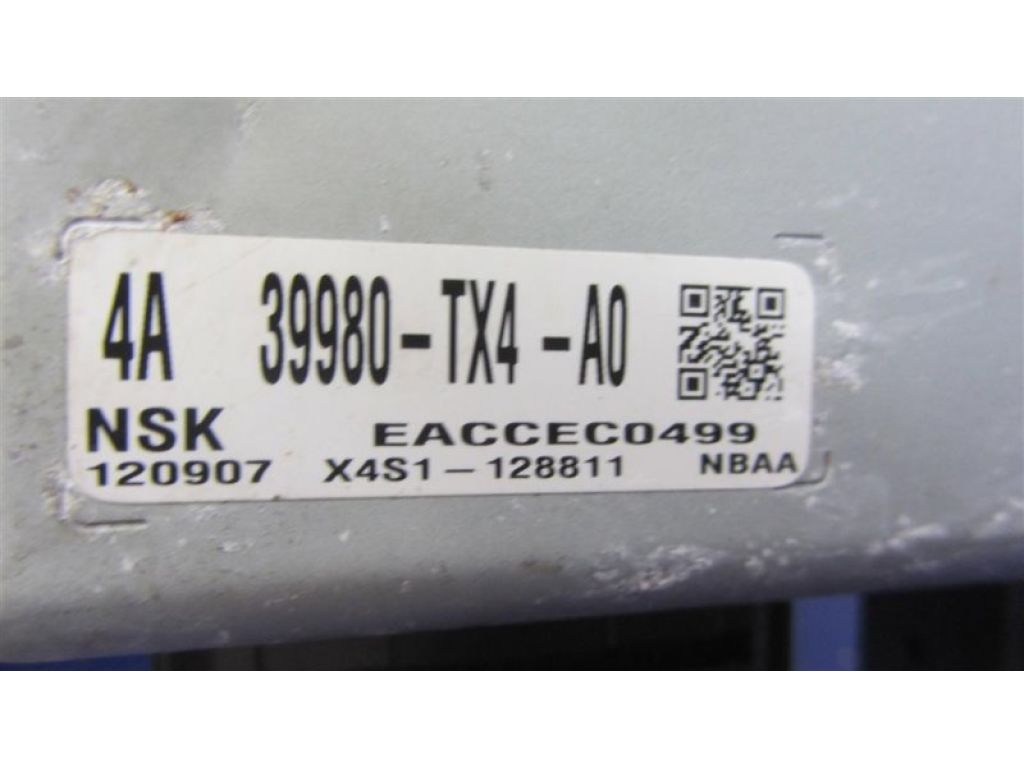 4A 39980-TX4-A0
NSK EACCEC0499
120907 X4S1-128811 NBAA